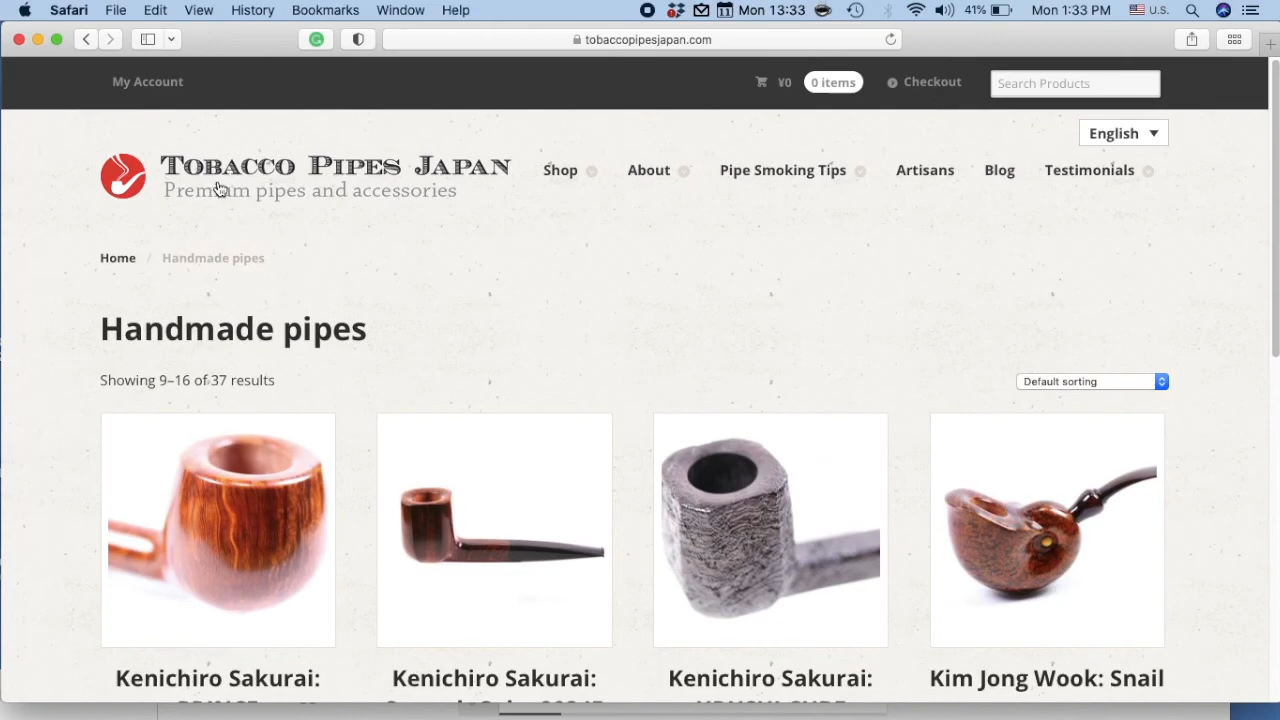 Safari File Edit View History Bookmarks Window Help 11 Mon 13:33 41% Mon 1:33 PM U.S.
tobaccopipesjapan.com
My Account ¥0 0 items Checkout Search Products
English
TOBACCO PIPES JAPAN
Premium pipes and accessories
Shop About Pipe Smoking Tips Artisans Blog Testimonials
Home / Handmade pipes
Handmade pipes
Showing 9–16 of 37 results
Default sorting
Kenichiro Sakurai: Kenichiro Sakurai: Kenichiro Sakurai: Kim Jong Wook: Snail